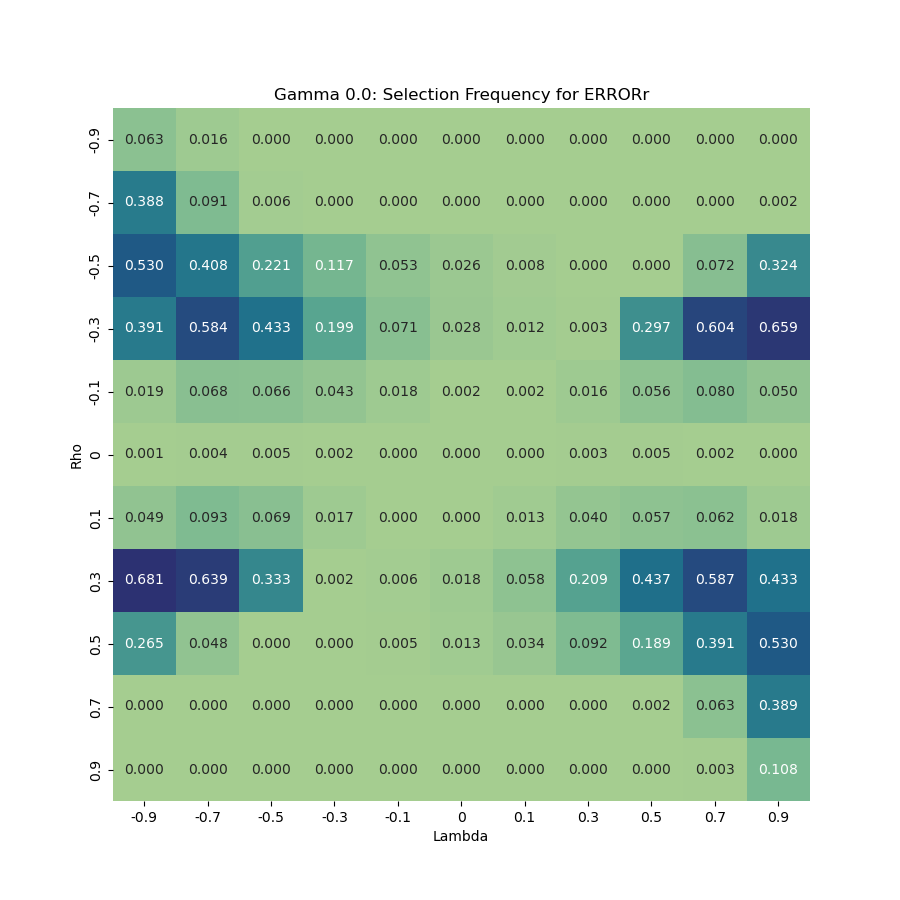 Gamma 0.0: Selection Frequency for ERRORr
-0.9 0.063 0.016 0.000 0.000 0.000 0.000 0.000 0.000 0.000 0.000 0.000
-0.7 0.388 0.091 0.006 0.000 0.000 0.000 0.000 0.000 0.000 0.000 0.002
-0.5 0.530 0.408 0.221 0.117 0.053 0.026 0.008 0.000 0.000 0.072 0.324
-0.3 0.391 0.584 0.433 0.199 0.071 0.028 0.012 0.003 0.297 0.604 0.659
-0.1 0.019 0.068 0.066 0.043 0.018 0.002 0.002 0.016 0.056 0.080 0.050
Rho
0 0.001 0.004 0.005 0.002 0.000 0.000 0.000 0.003 0.005 0.002 0.000
0.1 0.049 0.093 0.069 0.017 0.000 0.000 0.013 0.040 0.057 0.062 0.018
0.3 0.681 0.639 0.333 0.002 0.006 0.018 0.058 0.209 0.437 0.587 0.433
0.5 0.265 0.048 0.000 0.000 0.005 0.013 0.034 0.092 0.189 0.391 0.530
0.7 0.000 0.000 0.000 0.000 0.000 0.000 0.000 0.000 0.002 0.063 0.389
0.9 0.000 0.000 0.000 0.000 0.000 0.000 0.000 0.000 0.000 0.003 0.108
-0.9 -0.7 -0.5 -0.3 -0.1 0 0.1 0.3 0.5 0.7 0.9
Lambda